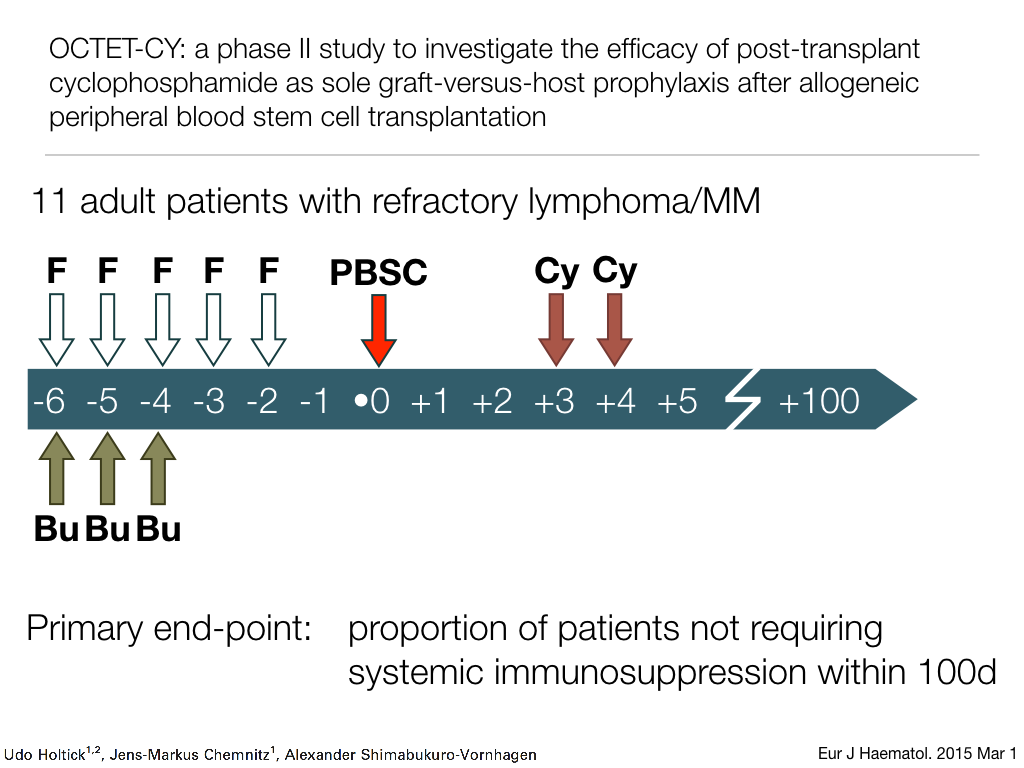 OCTET-CY: a phase II study to investigate the efficacy of post-transplant
cyclophosphamide as sole graft-versus-host prophylaxis after allogeneic
peripheral blood stem cell transplantation
11 adult patients with refractory lymphoma/MM
F F F F F PBSC Cy Cy
-6 -5 -4 -3 -2 -1 •0 +1 +2 +3 +4 +5 +100
Bu Bu Bu
Primary end-point: proportion of patients not requiring
systemic immunosuppression within 100d
Udo Holtick1,2, Jens-Markus Chemnitz1, Alexander Shimabukuro-Vornhagen
Eur J Haematol. 2015 Mar 1